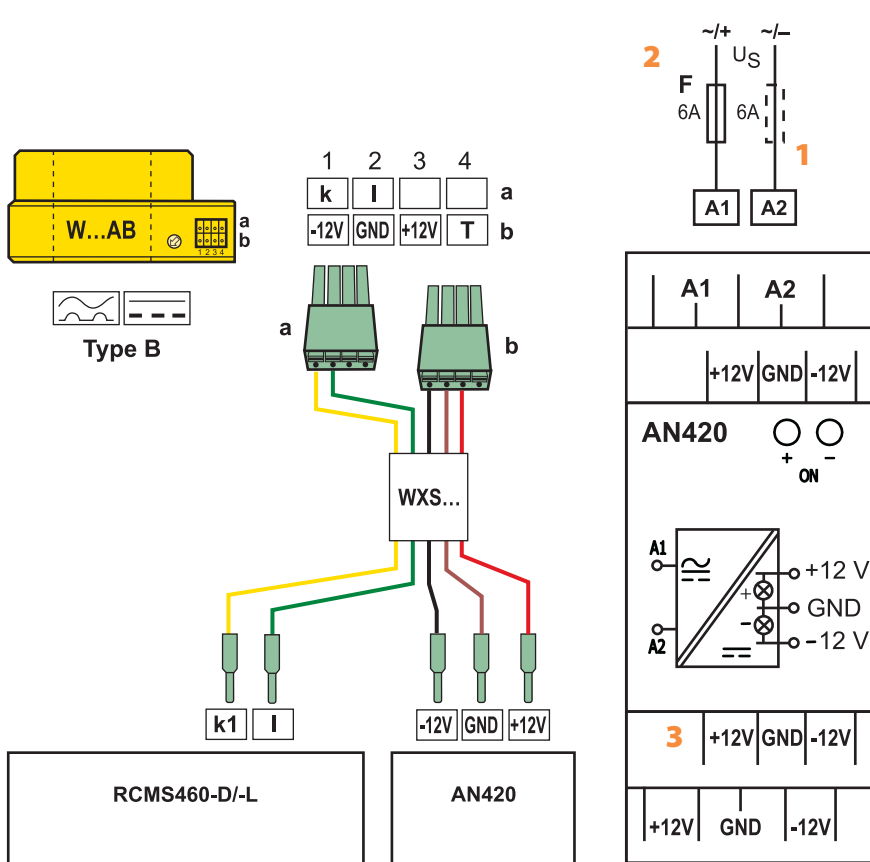 ~/+ ~/–
2 US
F
6A 6A
1
A1 A2
1 2 3 4
k l a
-12V GND +12V T b
W...AB a
b
1 2 3 4
Type B
a
b
WXS...
k1 l
-12V GND +12V
RCMS460-D/-L
AN420
A1 A2
+12V GND -12V
AN420
+ –
ON
A1
+12 V
+
GND
–
-12 V
A2
3 +12V GND -12V
+12V GND -12V